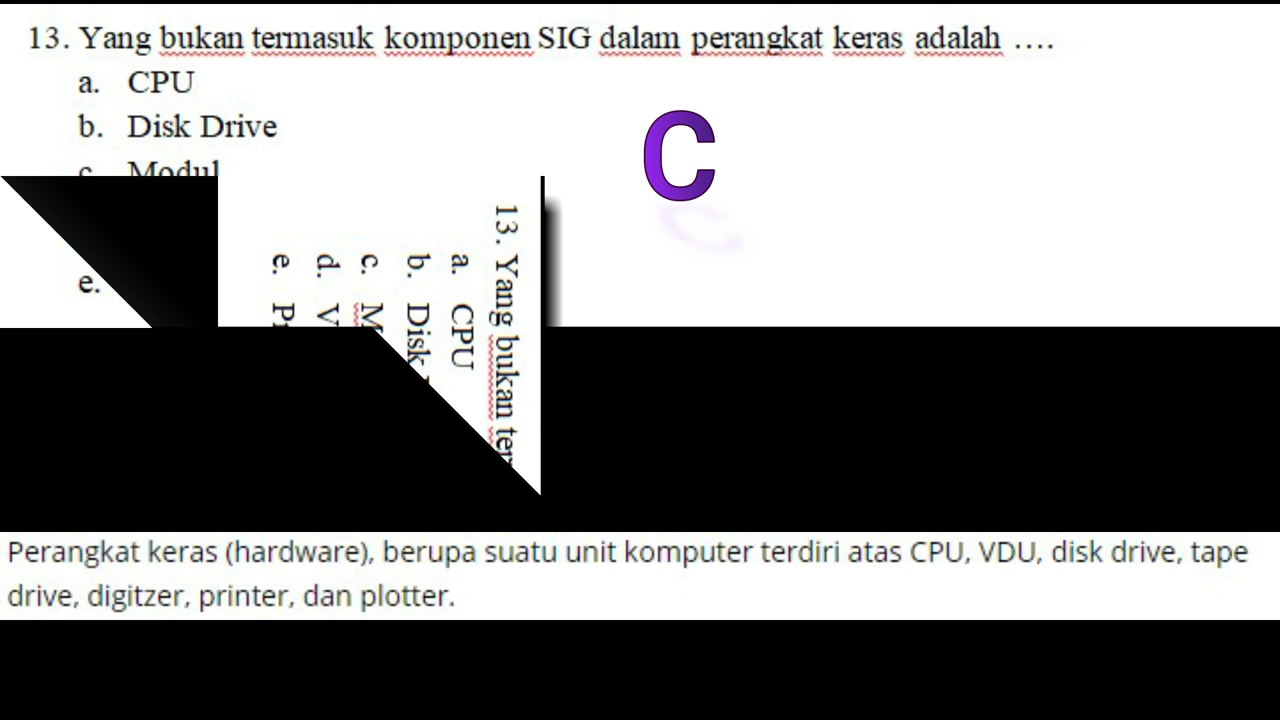 13. Yang bukan termasuk komponen SIG dalam perangkat keras adalah ....
a. CPU
b. Disk Drive
c. Modul
e.
C
13. Yang bukan
a. CPU
b. Disk
c.
d.
e.
Perangkat keras (hardware), berupa suatu unit komputer terdiri atas CPU, VDU, disk drive, tape
drive, digitzer, printer, dan plotter.